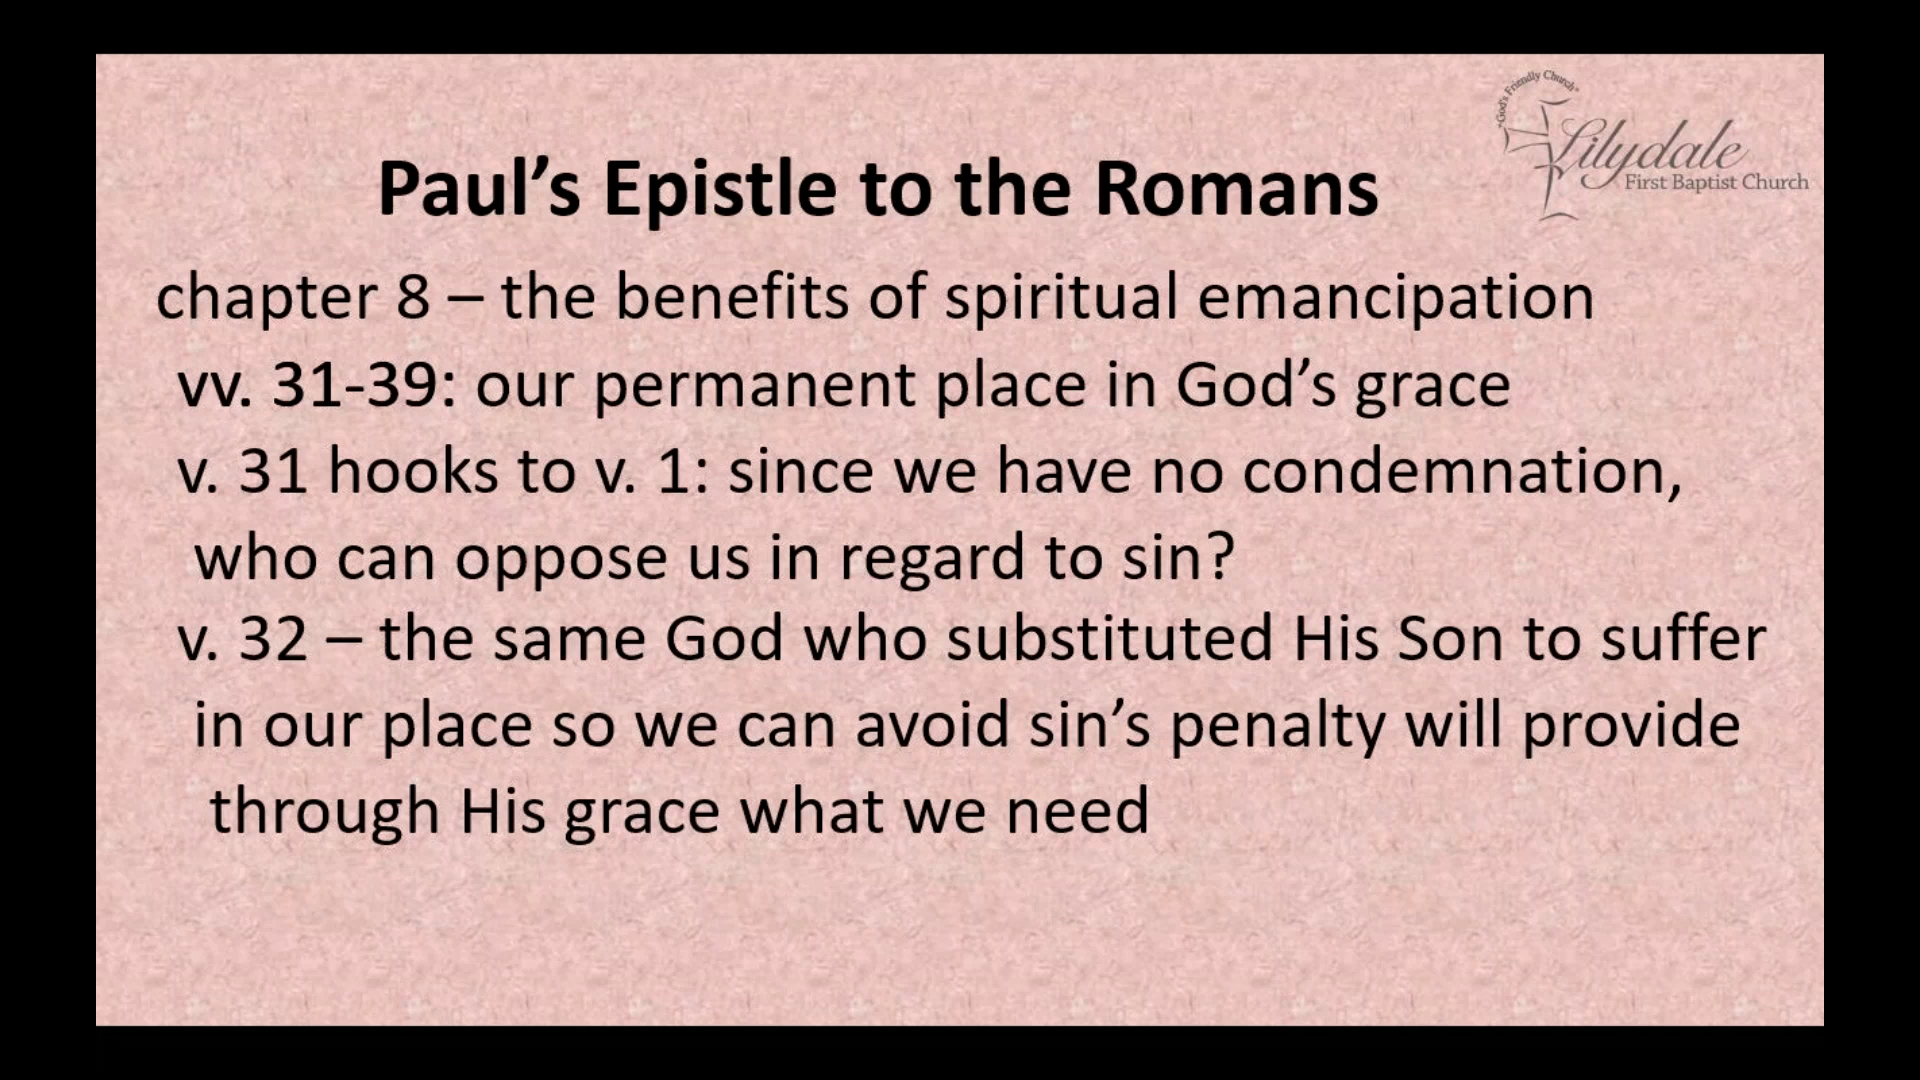 "God's Friendly Church"
Lilydale
First Baptist Church
Paul’s Epistle to the Romans
chapter 8 – the benefits of spiritual emancipation
vv. 31-39: our permanent place in God’s grace
v. 31 hooks to v. 1: since we have no condemnation,
who can oppose us in regard to sin?
v. 32 – the same God who substituted His Son to suffer
in our place so we can avoid sin’s penalty will provide
through His grace what we need